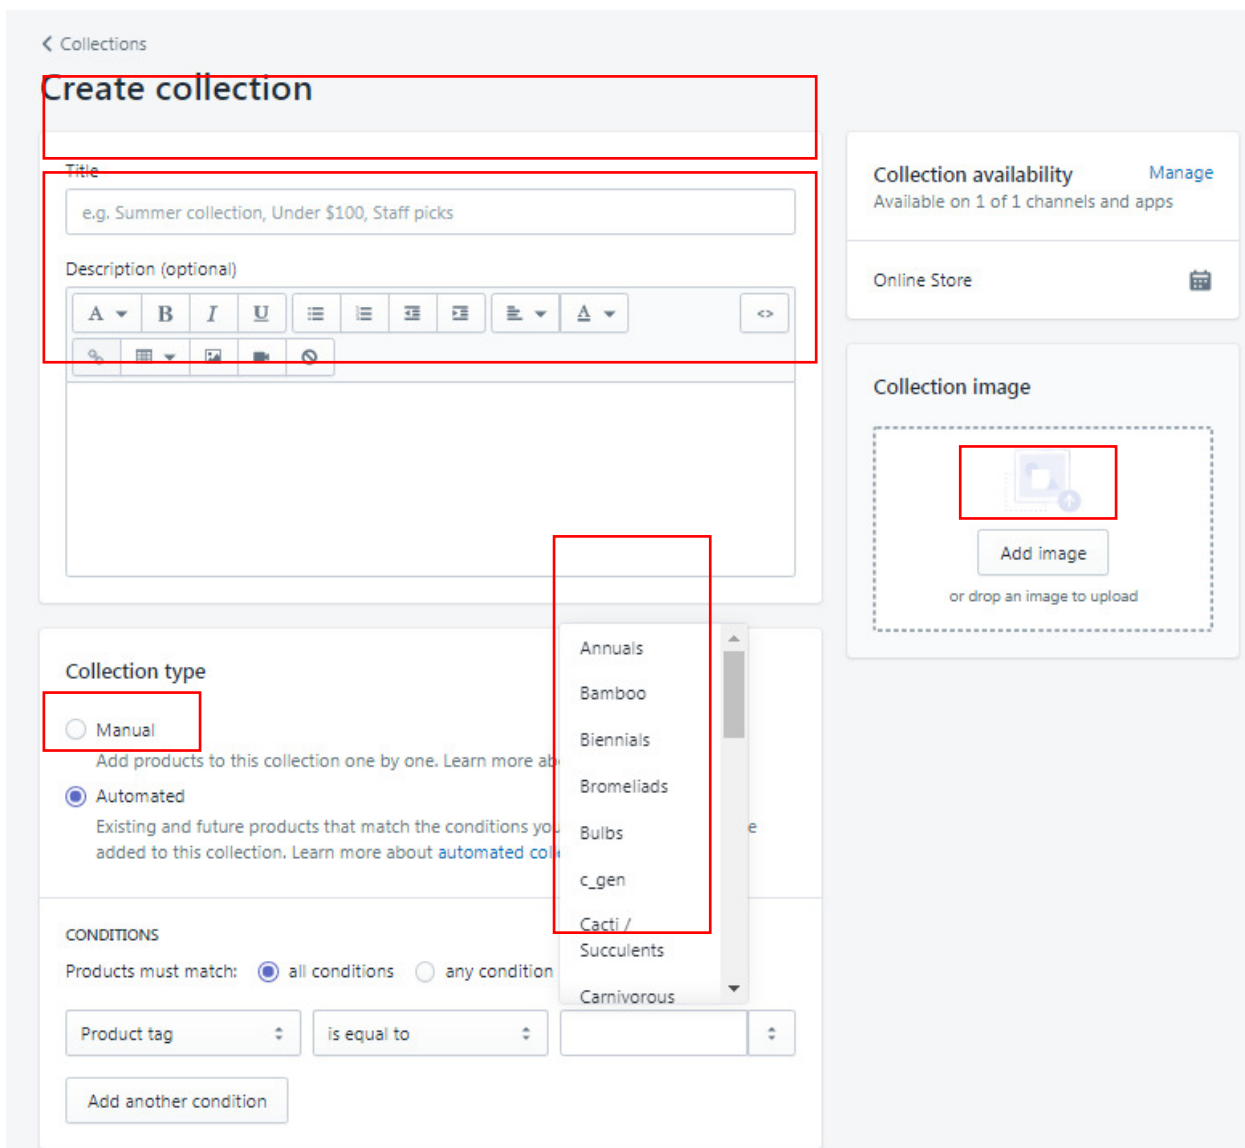 Collections
Create collection
Title
e.g. Summer collection, Under $100, Staff picks
Description (optional)
A
B
I
U
A
<>
Collection availability
Manage
Available on 1 of 1 channels and apps
Online Store
Collection image
Add image
or drop an image to upload
Collection type
Manual
Add products to this collection one by one. Learn more
Automated
Existing and future products that match the conditions
added to this collection. Learn more about automated
Annuals
Bamboo
Biennials
Bromeliads
Bulbs
c_gen
Cacti /
Succulents
Carnivorous
CONDITIONS
Products must match: all conditions any condition
Product tag
is equal to
Add another condition